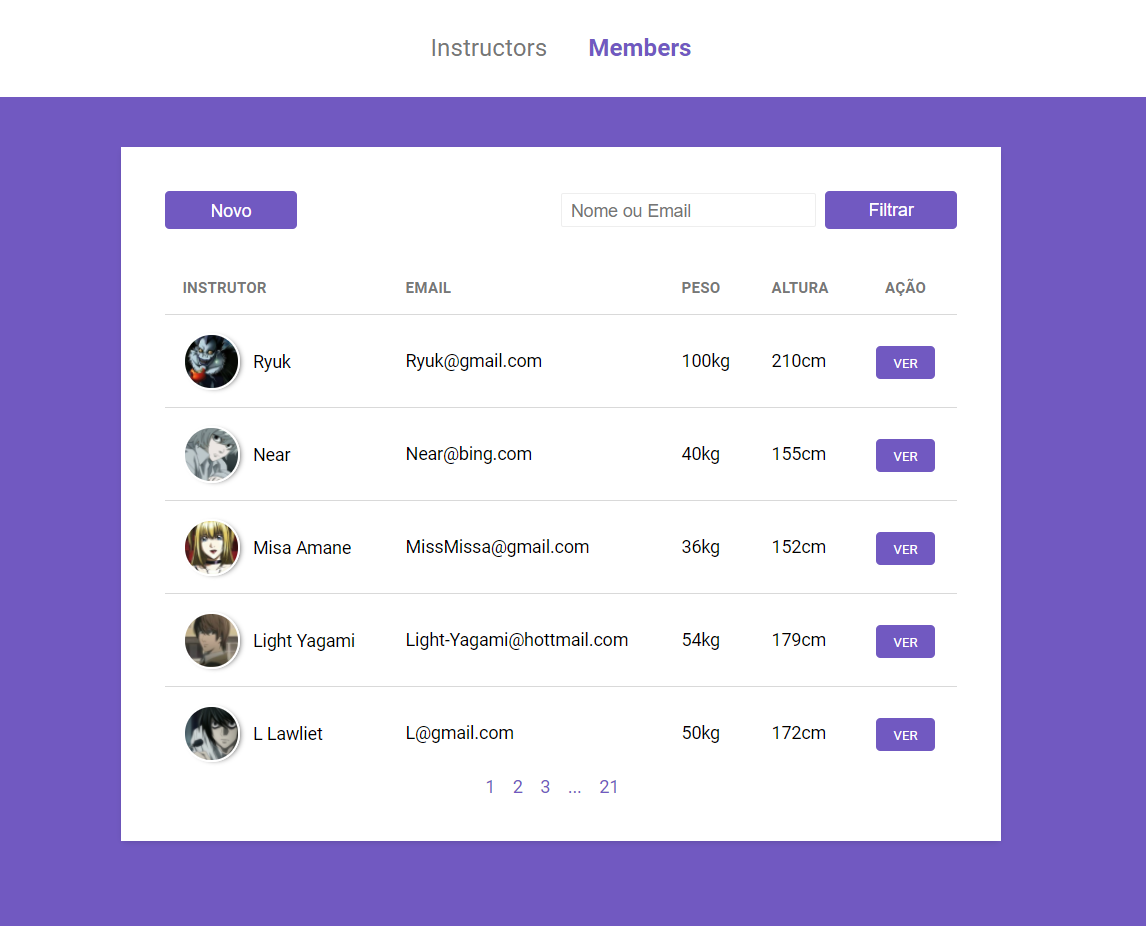 Instructors Members
Novo Nome ou Email Filtrar
INSTRUTOR EMAIL PESO ALTURA AÇÃO
Ryuk Ryuk@gmail.com 100kg 210cm VER
Near Near@bing.com 40kg 155cm VER
Misa Amane MissMissa@gmail.com 36kg 152cm VER
Light Yagami Light-Yagami@hottmail.com 54kg 179cm VER
L Lawliet L@gmail.com 50kg 172cm VER
1 2 3 ... 21